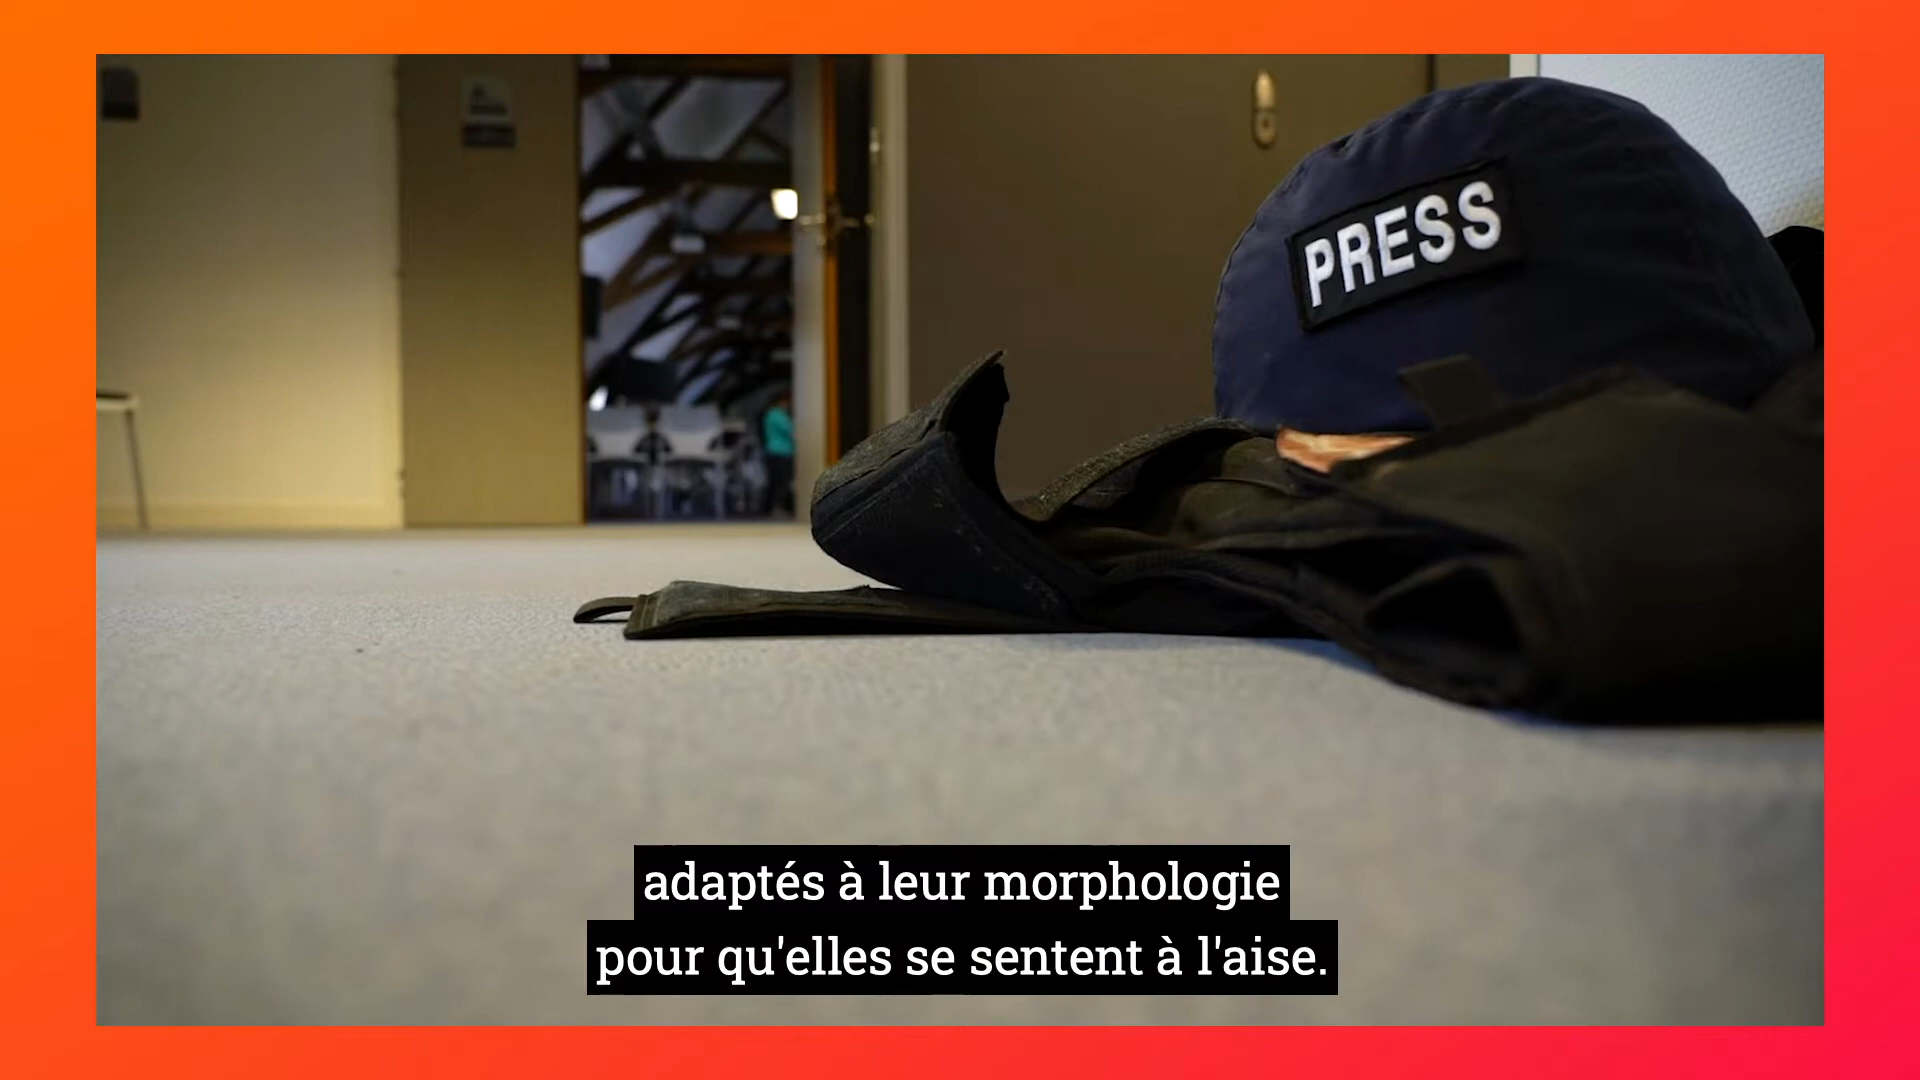 PRESS
adaptés à leur morphologie
pour qu'elles se sentent à l'aise.